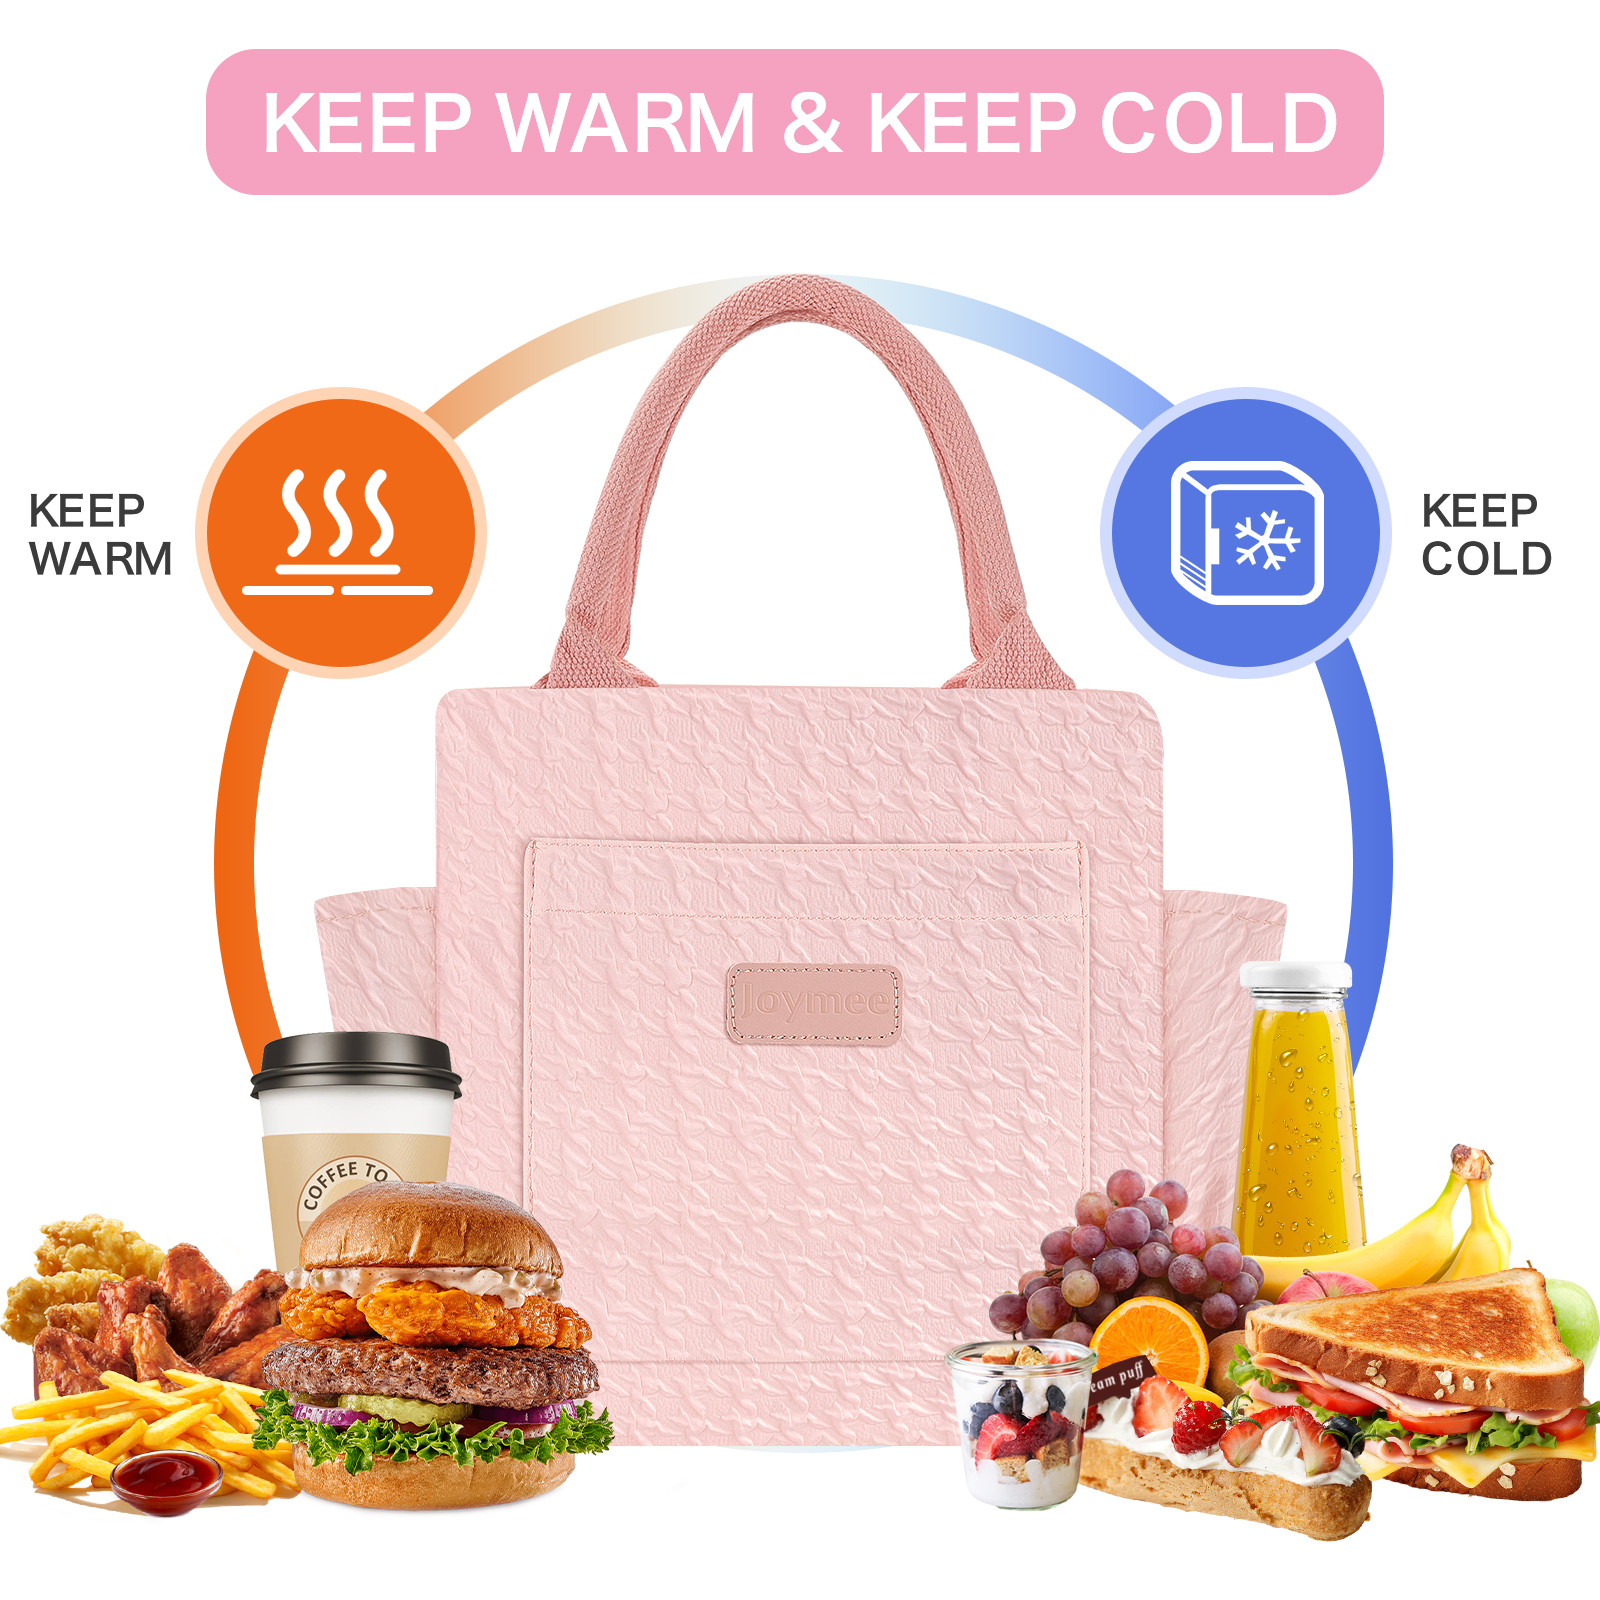 KEEP WARM & KEEP COLD
KEEP
WARM
KEEP
COLD
Joymee
COFFEE TO
eam puff